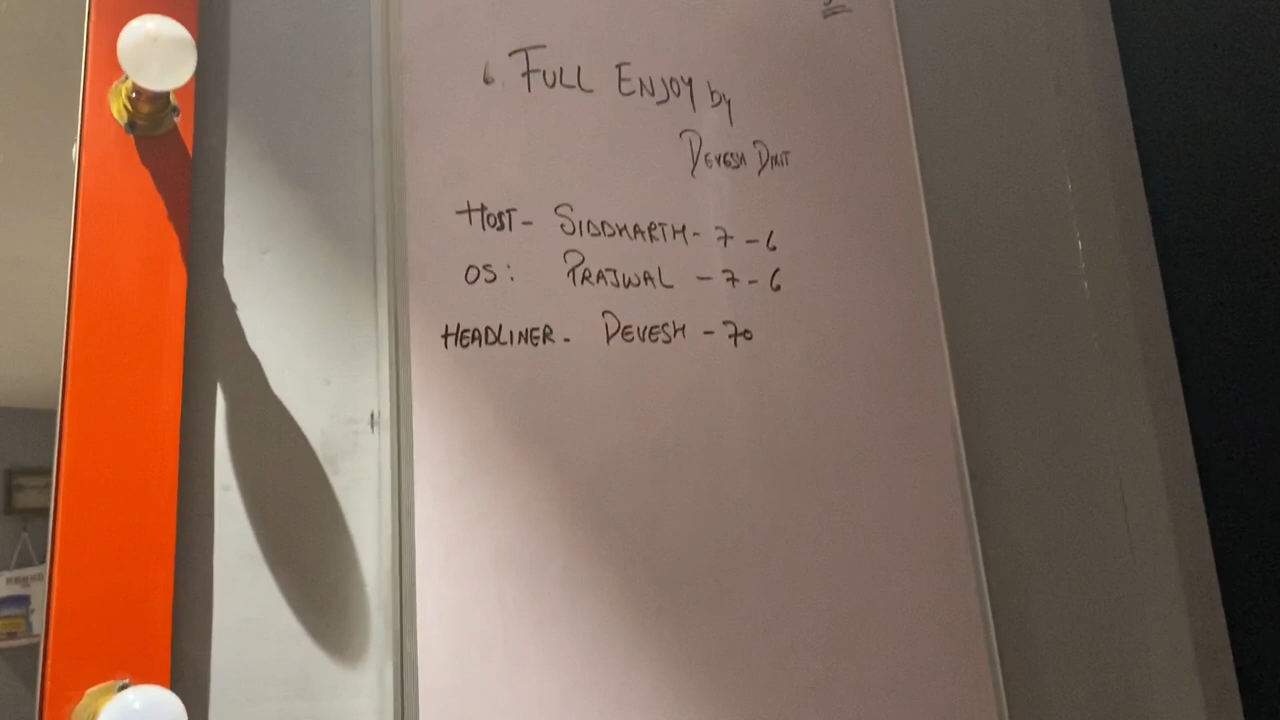 6. FULL ENJOY by
DEVESH DIXIT
HOST - SIDDHARTH - 7 - 6
OS: PRAJWAL - 7 - 6
HEADLINER - DEVESH - 70